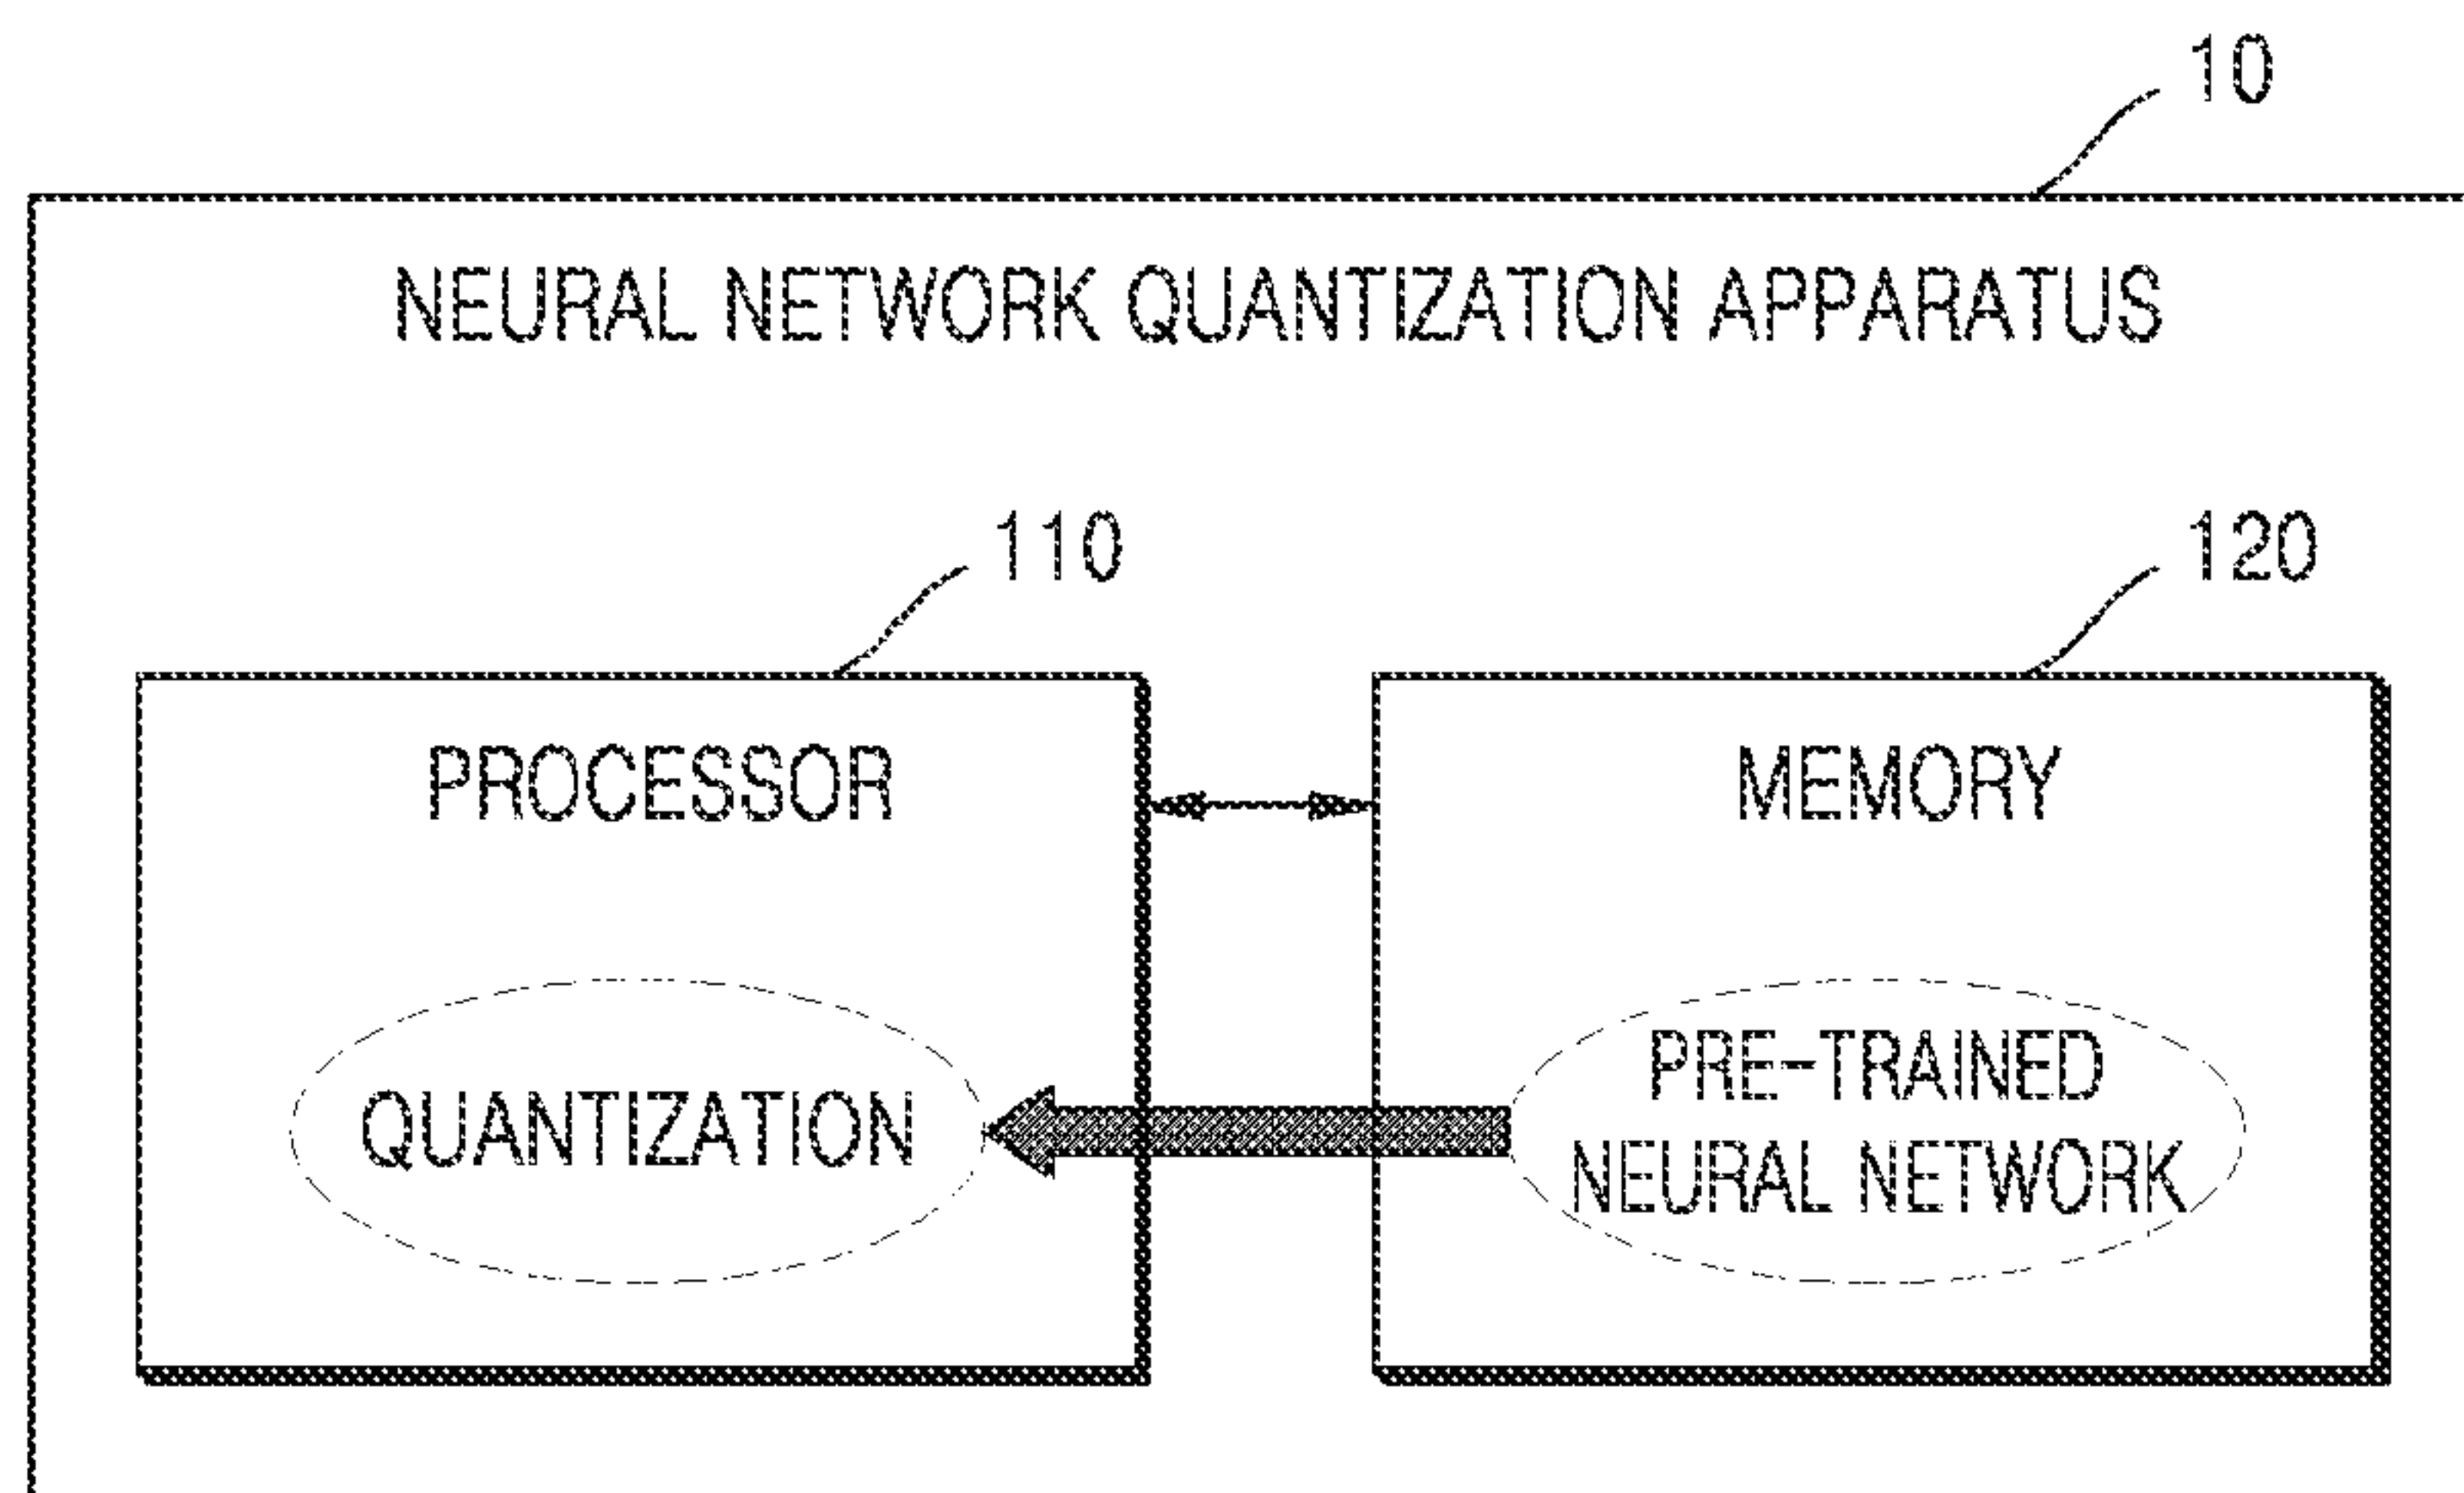 10
NEURAL NETWORK QUANTIZATION APPARATUS
110
120
PROCESSOR
MEMORY
QUANTIZATION
PRE-TRAINED
NEURAL NETWORK